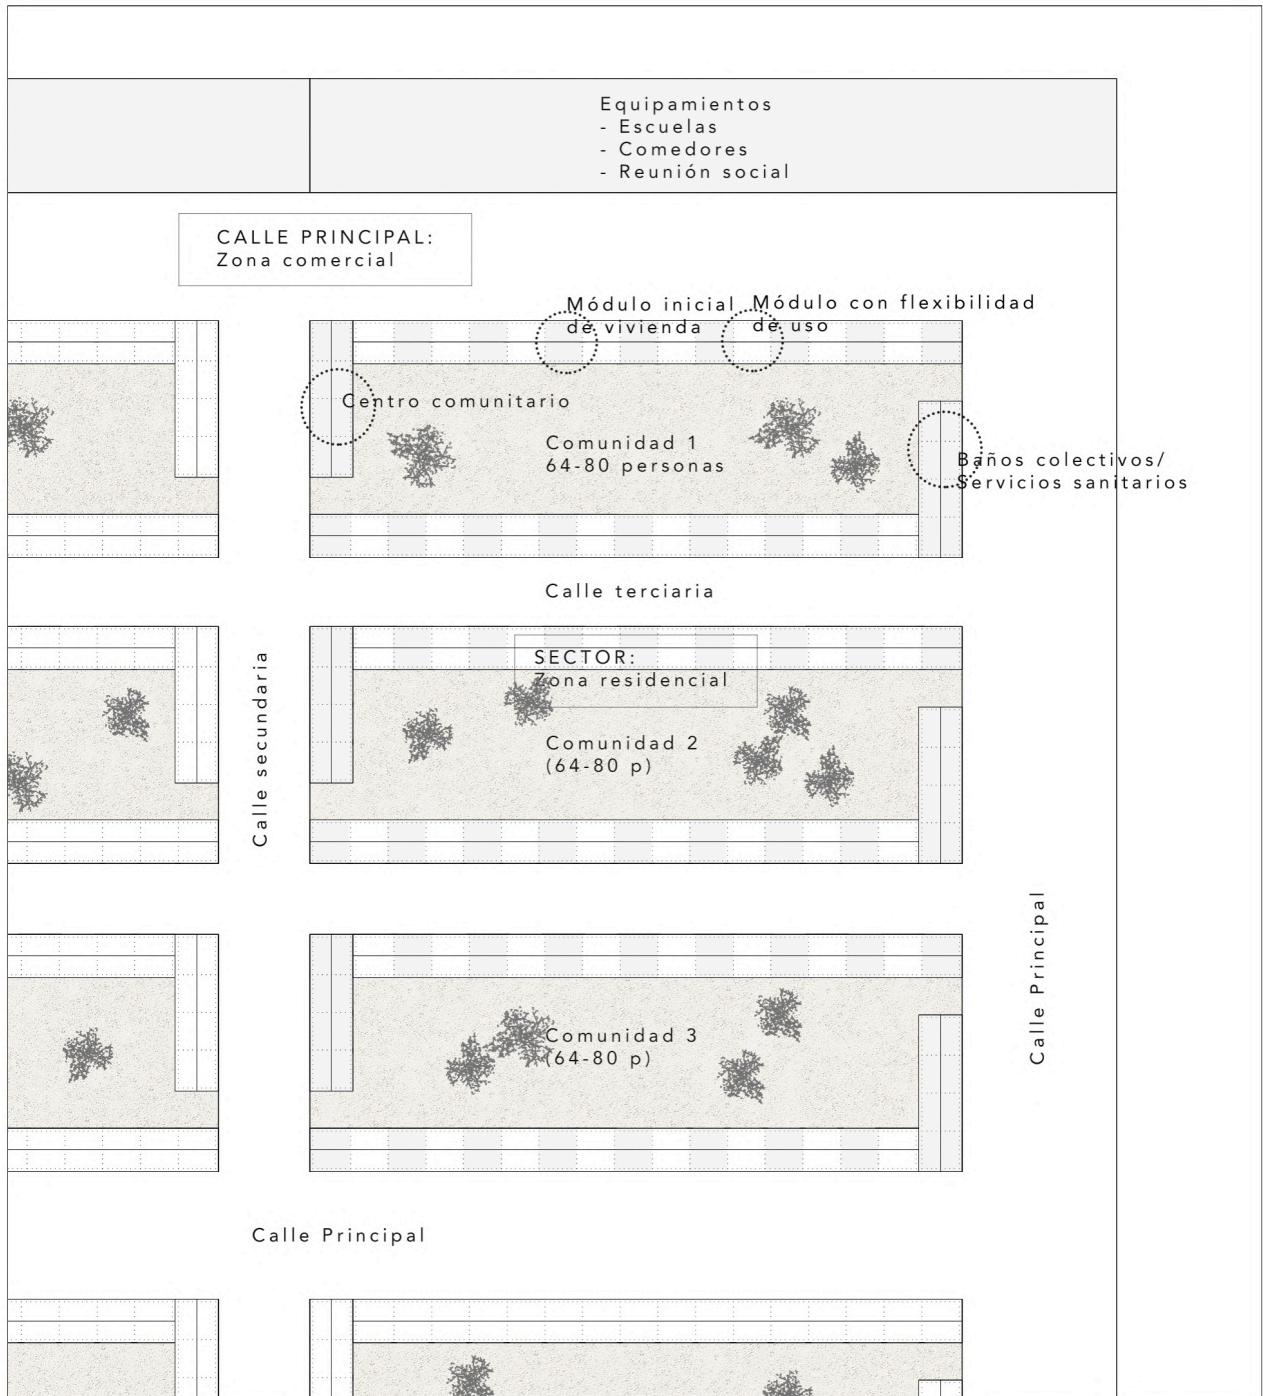 Equipamientos
- Escuelas
- Comedores
- Reunión social
CALLE PRINCIPAL:
Zona comercial
Módulo inicial
de vivienda
Módulo con flexibilidad
de uso
Centro comunitario
Comunidad 1
64-80 personas
Baños colectivos/
Servicios sanitarios
Calle terciaria
SECTOR:
Zona residencial
Calle secundaria
Comunidad 2
(64-80 p)
Calle Principal
Comunidad 3
(64-80 p)
Calle Principal